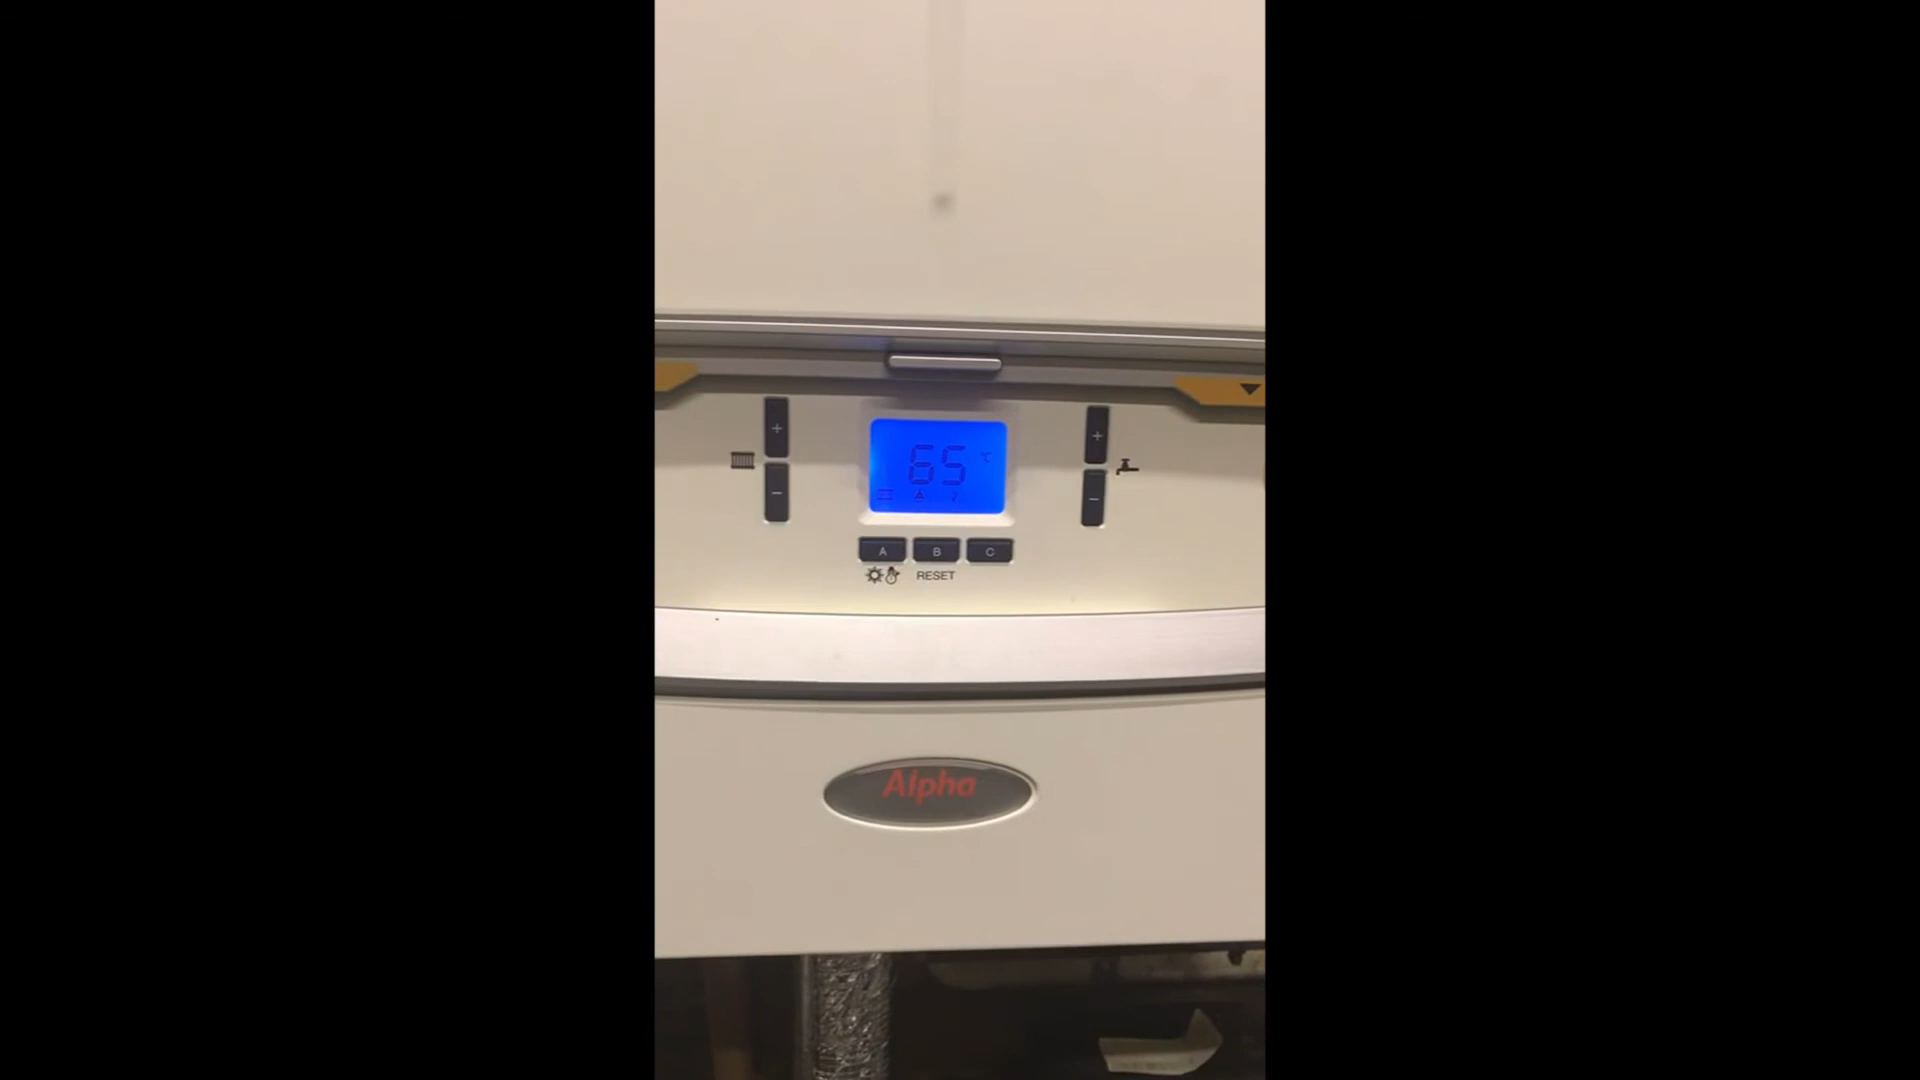 +
+
65 °C
-
-
A B C
RESET
Alpha